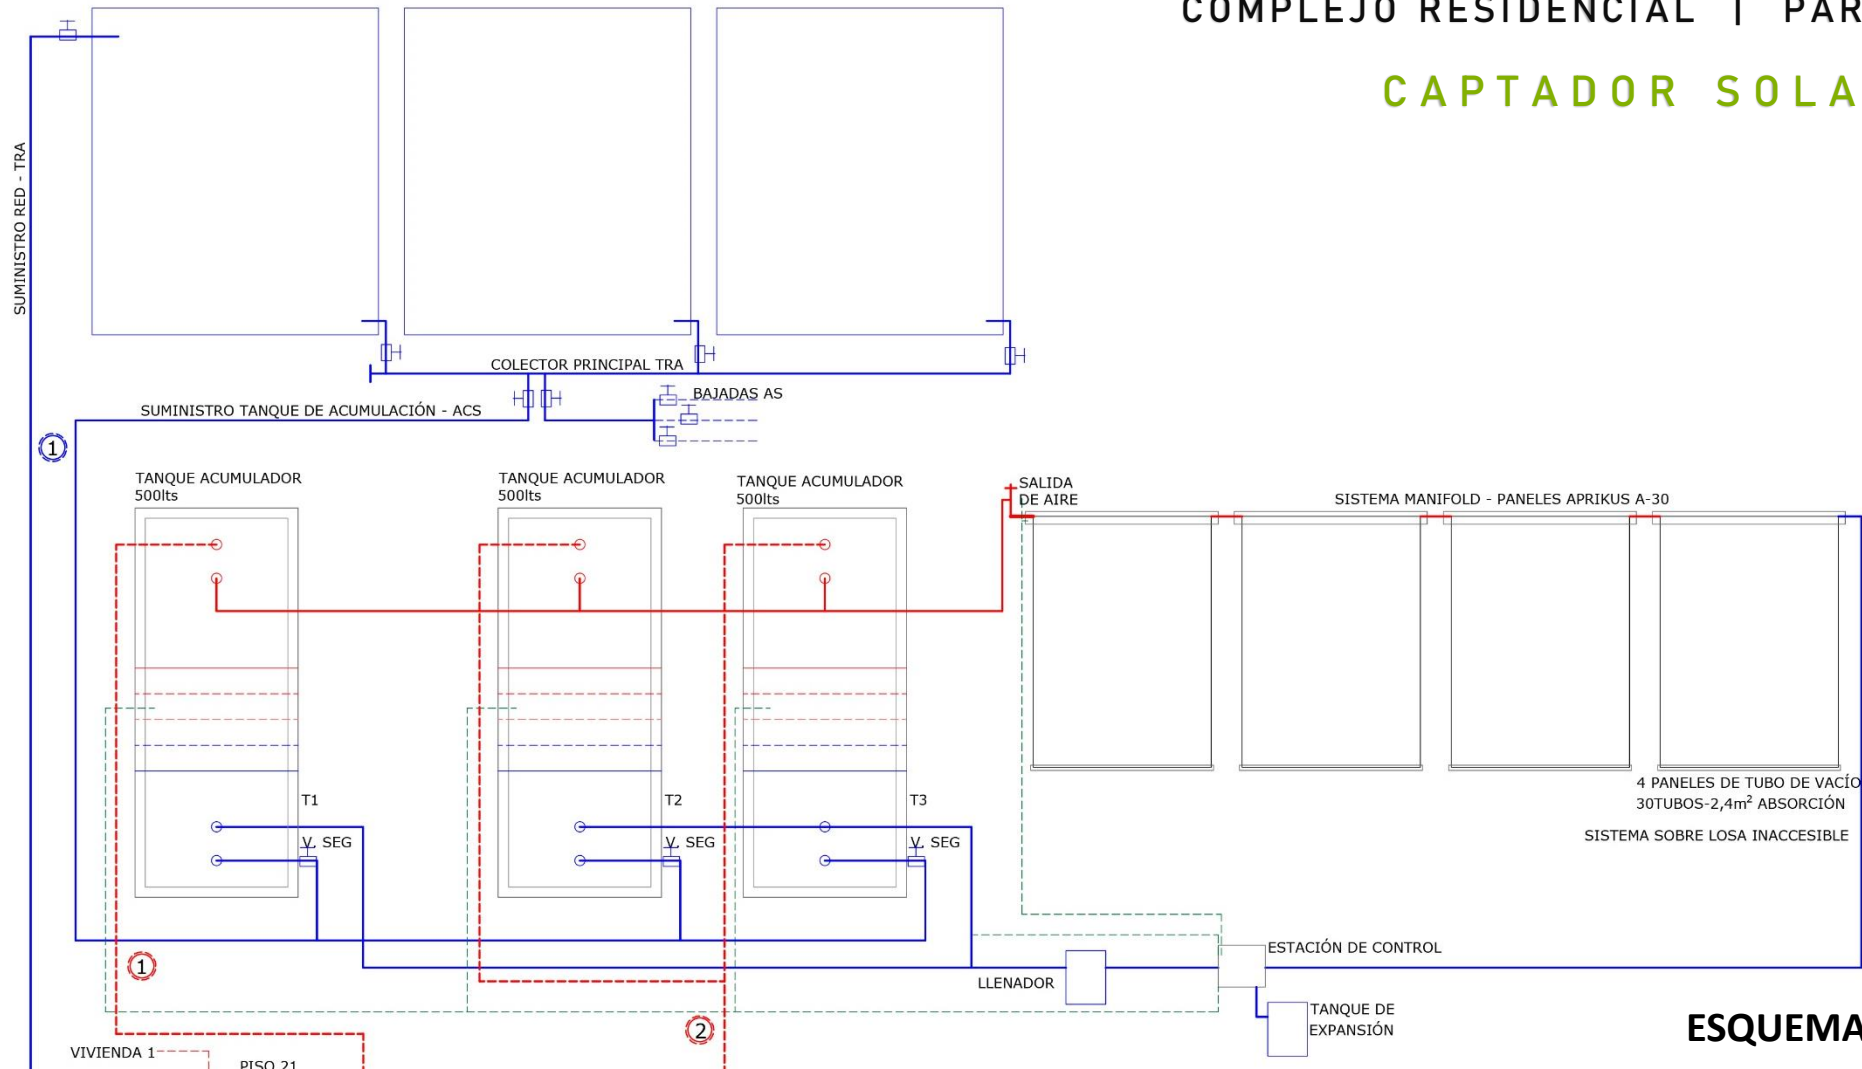 COMPLEJO RESIDENCIAL | PAR
CAPTADOR SOLA
SUMINISTRO RED - TRA
COLECTOR PRINCIPAL TRA
BAJADAS AS
SUMINISTRO TANQUE DE ACUMULACIÓN - ACS
1
TANQUE ACUMULADOR
500lts
TANQUE ACUMULADOR
500lts
TANQUE ACUMULADOR
500lts
SALIDA
DE AIRE
SISTEMA MANIFOLD - PANELES APRIKUS A-30
4 PANELES DE TUBO DE VACÍO
30TUBOS-2,4m² ABSORCIÓN
SISTEMA SOBRE LOSA INACCESIBLE
T1
T2
T3
V. SEG
V. SEG
V. SEG
1
ESTACIÓN DE CONTROL
LLENADOR
TANQUE DE
EXPANSIÓN
2
ESQUEMA
VIVIENDA 1
PISO 21